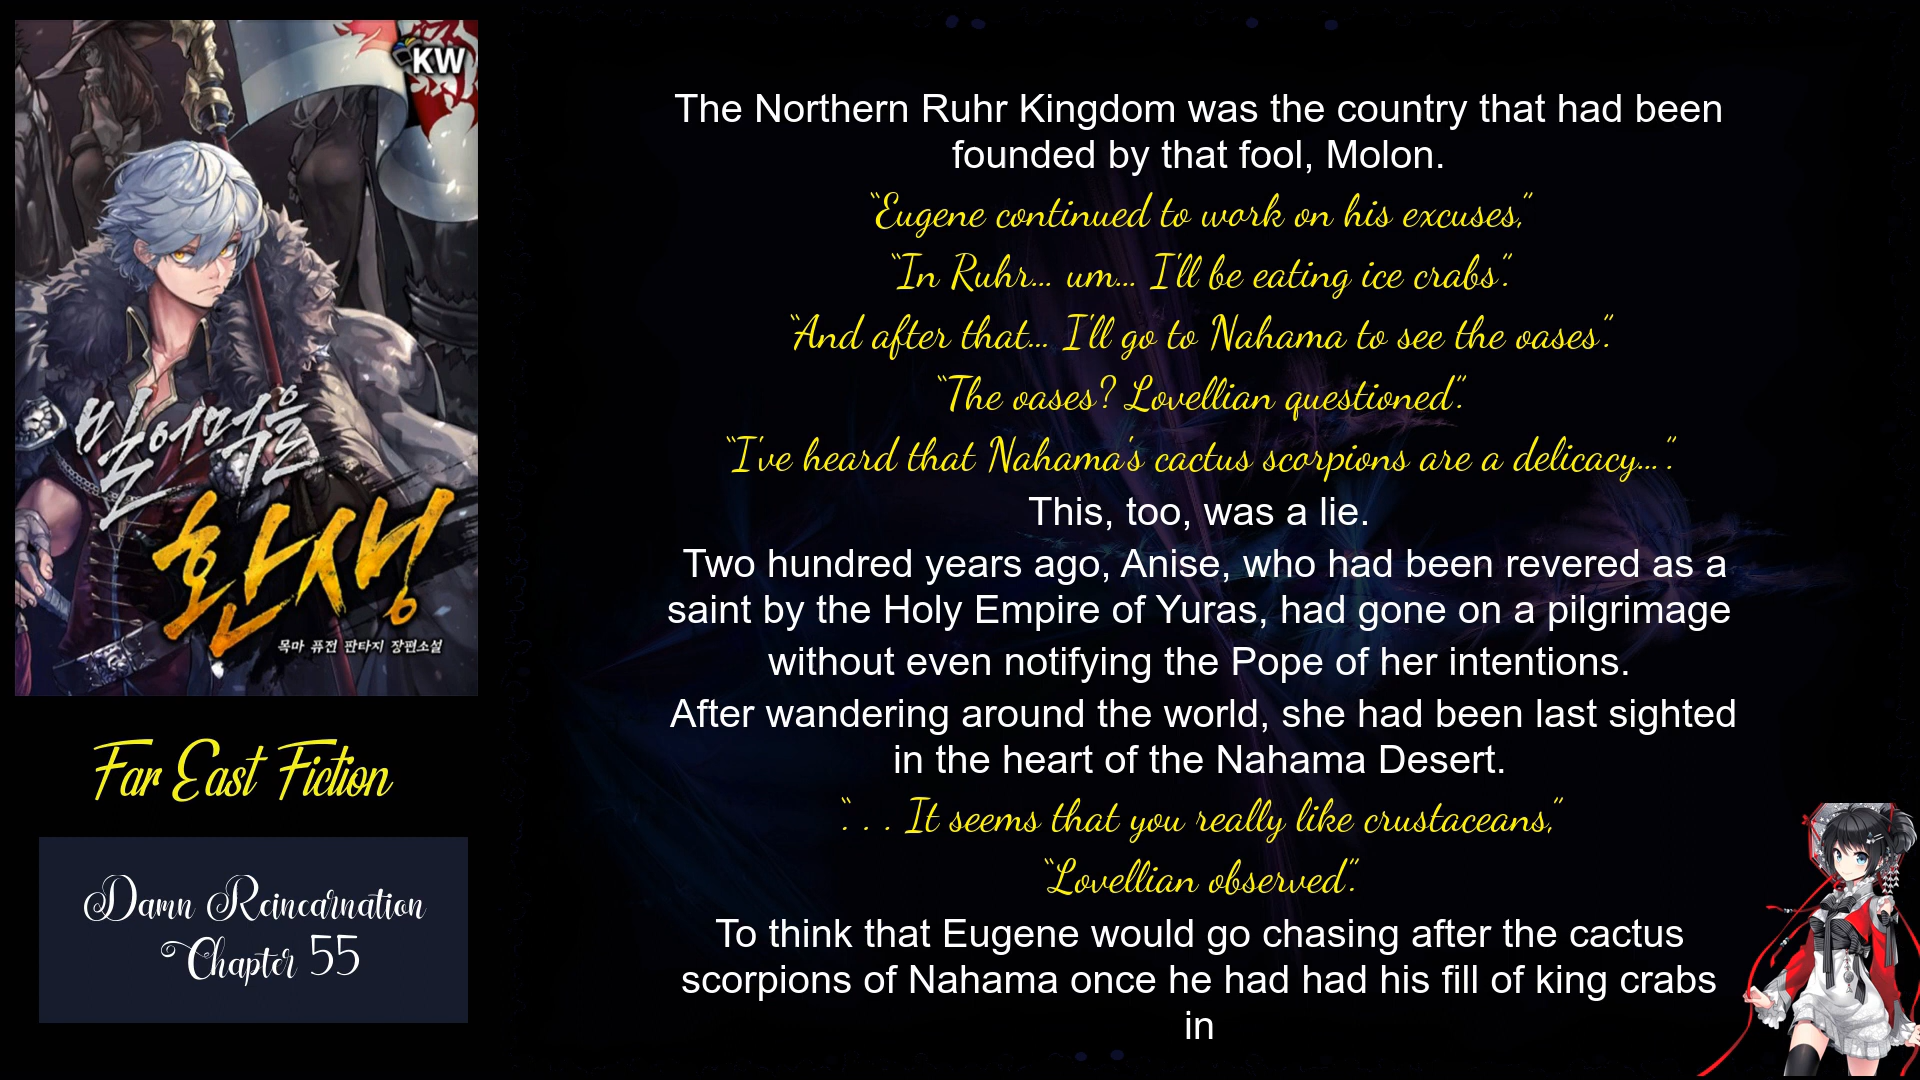 KW
빌어먹을
환생
목마 퓨전 판타지 장편소설
Far East Fiction
Damn Reincarnation
Chapter 55
The Northern Ruhr Kingdom was the country that had been
founded by that fool, Molon.
“Eugene continued to work on his excuses,”
“In Ruhr... um... I'll be eating ice crabs”.
“And after that... I'll go to Nahama to see the oases”.
“The oases? Lovellian questioned”.
“I've heard that Nahama's cactus scorpions are a delicacy...”.
This, too, was a lie.
Two hundred years ago, Anise, who had been revered as a
saint by the Holy Empire of Yuras, had gone on a pilgrimage
without even notifying the Pope of her intentions.
After wandering around the world, she had been last sighted
in the heart of the Nahama Desert.
“. . . It seems that you really like crustaceans,”
“Lovellian observed”.
To think that Eugene would go chasing after the cactus
scorpions of Nahama once he had had his fill of king crabs
in